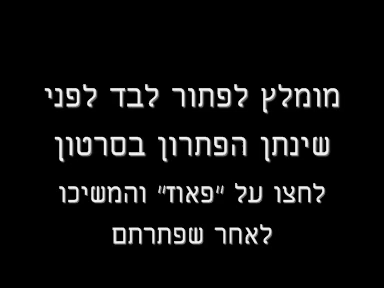 מומלץ לפתור לבד לפני
שינתן הפתרון בסרטון
לחצו על "פאוז" והמשיכו
לאחר שפתרתם